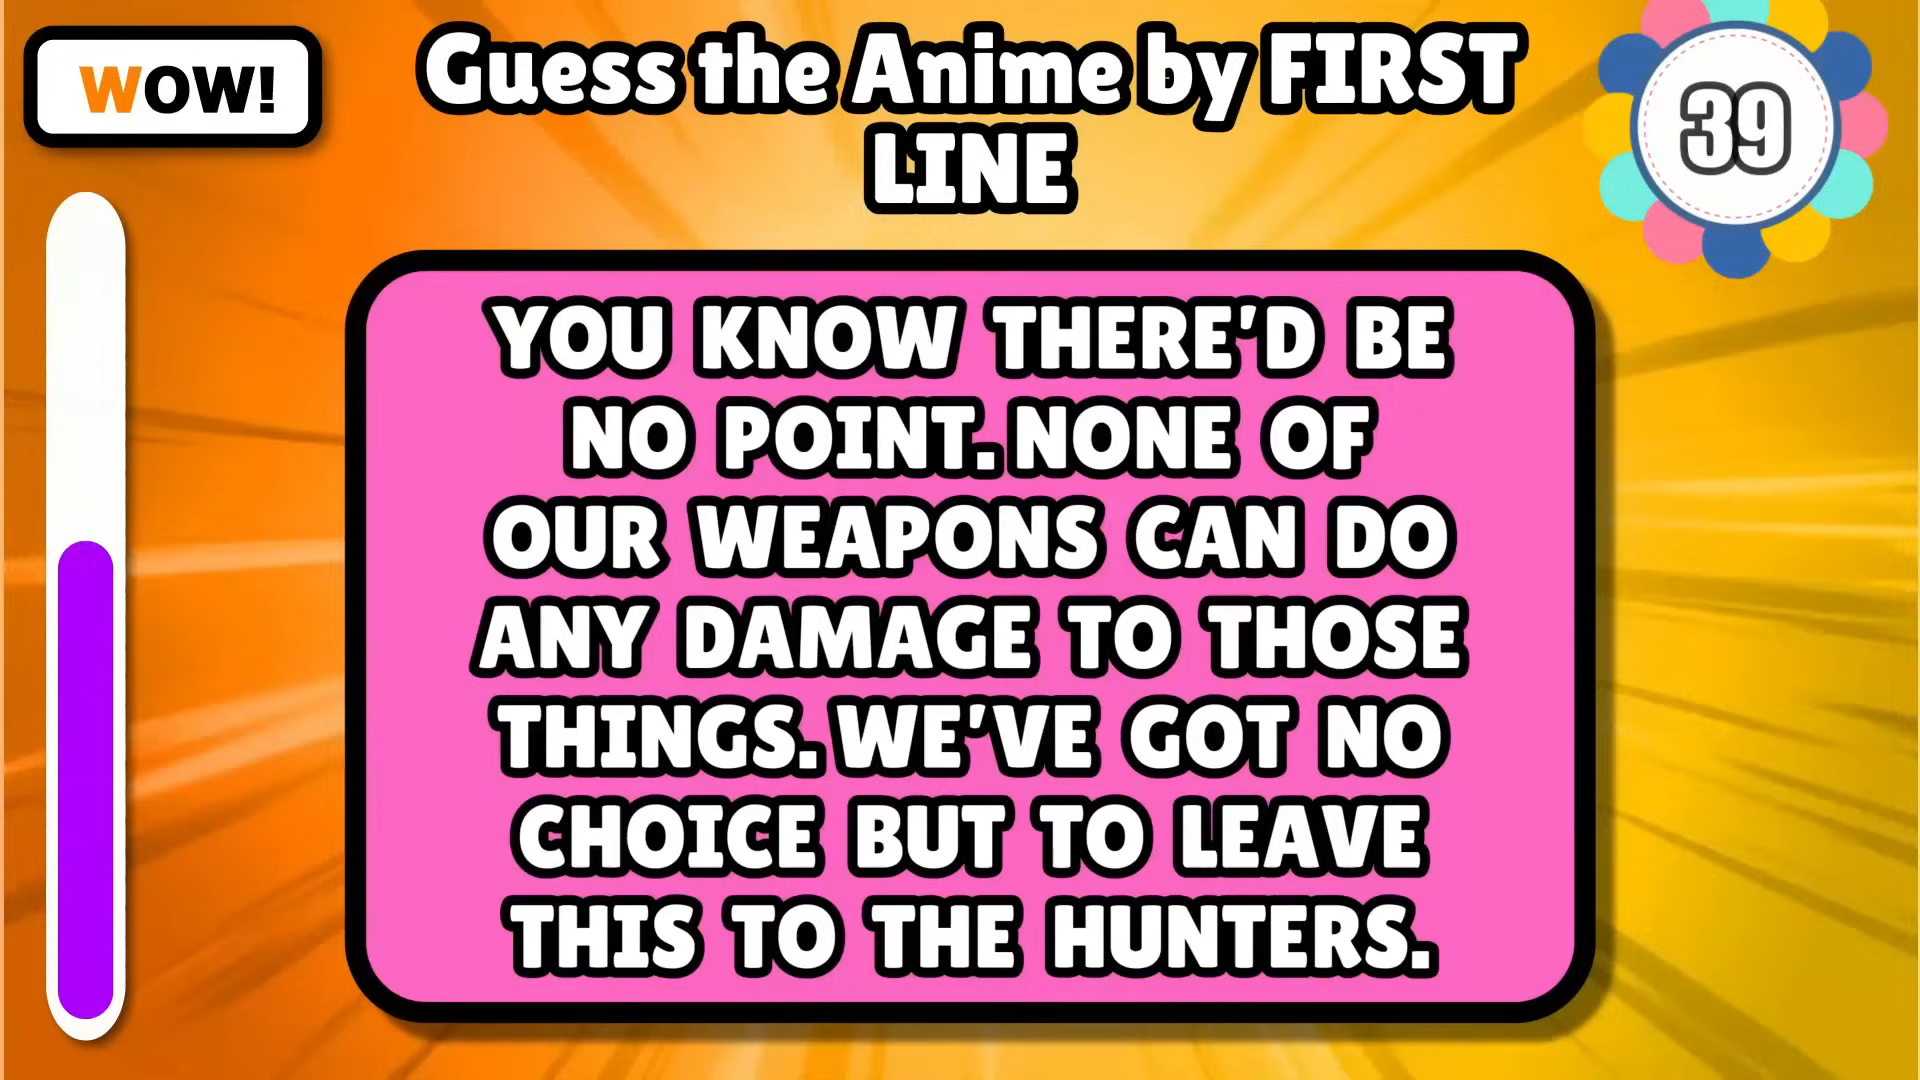 WOW!
Guess the Anime by FIRST
LINE
39
YOU KNOW THERE'D BE
NO POINT. NONE OF
OUR WEAPONS CAN DO
ANY DAMAGE TO THOSE
THINGS. WE'VE GOT NO
CHOICE BUT TO LEAVE
THIS TO THE HUNTERS.